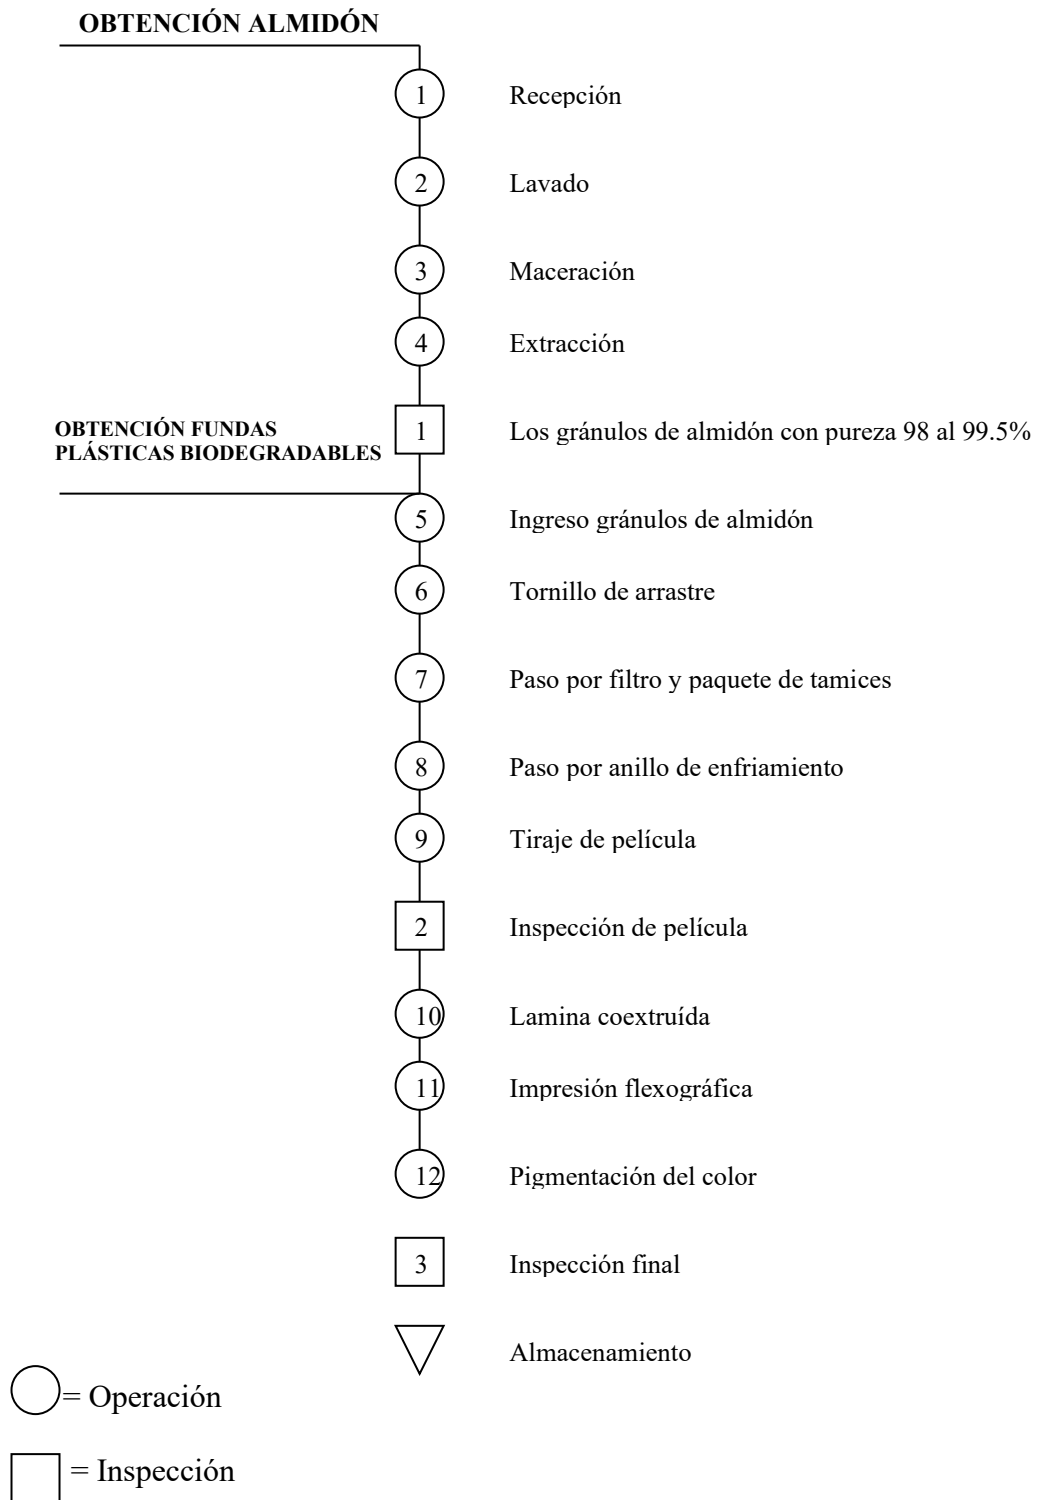 OBTENCIÓN ALMIDÓN
1 Recepción
2 Lavado
3 Maceración
4 Extracción
OBTENCIÓN FUNDAS
PLÁSTICAS BIODEGRADABLES
1 Los gránulos de almidón con pureza 98 al 99.5%
5 Ingreso gránulos de almidón
6 Tornillo de arrastre
7 Paso por filtro y paquete de tamices
8 Paso por anillo de enfriamiento
9 Tiraje de película
2 Inspección de película
10 Lamina coextruída
11 Impresión flexográfica
12 Pigmentación del color
3 Inspección final
Almacenamiento
= Operación
= Inspección